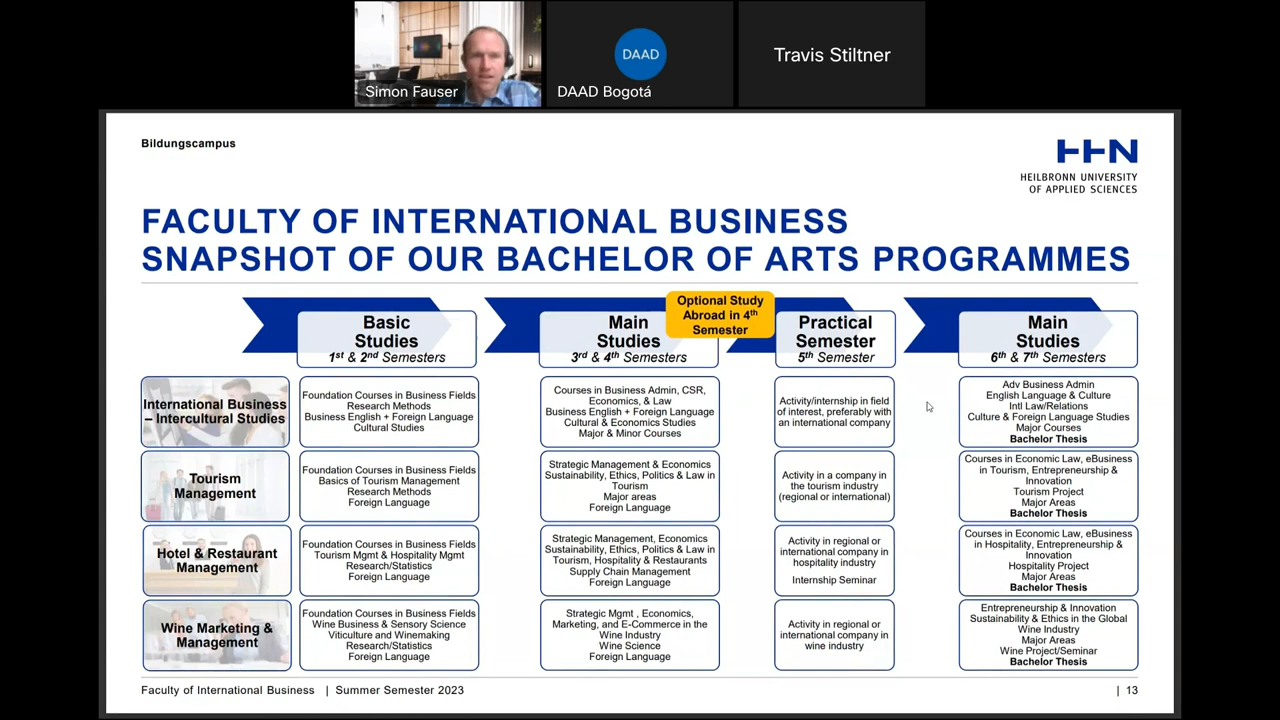 Simon Fauser
DAAD
DAAD Bogotá
Travis Stiltner
Bildungscampus
HHN
HEILBRONN UNIVERSITY
OF APPLIED SCIENCES
FACULTY OF INTERNATIONAL BUSINESS
SNAPSHOT OF OUR BACHELOR OF ARTS PROGRAMMES
Basic
Studies
1st & 2nd Semesters
Main
Studies
3rd & 4th Semesters
Optional Study
Abroad in 4th
Semester
Practical
Semester
5th Semester
Main
Studies
6th & 7th Semesters
International Business
– Intercultural Studies
Foundation Courses in Business Fields
Research Methods
Business English + Foreign Language
Cultural Studies
Courses in Business Admin, CSR,
Economics, & Law
Business English + Foreign Language
Cultural & Economics Studies
Major & Minor Courses
Activity/internship in field
of interest, preferably with
an international company
Adv Business Admin
English Language & Culture
Intl Law/Relations
Culture & Foreign Language Studies
Major Courses
Bachelor Thesis
Tourism
Management
Foundation Courses in Business Fields
Basics of Tourism Management
Research Methods
Foreign Language
Strategic Management & Economics
Sustainability, Ethics, Politics & Law in
Tourism
Major areas
Foreign Language
Activity in a company in
the tourism industry
(regional or international)
Courses in Economic Law, eBusiness
in Tourism, Entrepreneurship &
Innovation
Tourism Project
Major Areas
Bachelor Thesis
Hotel & Restaurant
Management
Foundation Courses in Business Fields
Tourism Mgmt & Hospitality Mgmt
Research/Statistics
Foreign Language
Strategic Management, Economics
Sustainability, Ethics, Politics & Law in
Tourism, Hospitality & Restaurants
Supply Chain Management
Foreign Language
Activity in regional or
international company in
hospitality industry
Internship Seminar
Courses in Economic Law, eBusiness
in Hospitality, Entrepreneurship &
Innovation
Hospitality Project
Major Areas
Bachelor Thesis
Wine Marketing &
Management
Foundation Courses in Business Fields
Wine Business & Sensory Science
Viticulture and Winemaking
Research/Statistics
Foreign Language
Strategic Mgmt , Economics,
Marketing, and E-Commerce in the
Wine Industry
Wine Science
Foreign Language
Activity in regional or
international company in
wine industry
Entrepreneurship & Innovation
Sustainability & Ethics in the Global
Wine Industry
Major Areas
Wine Project/Seminar
Bachelor Thesis
Faculty of International Business | Summer Semester 2023
| 13